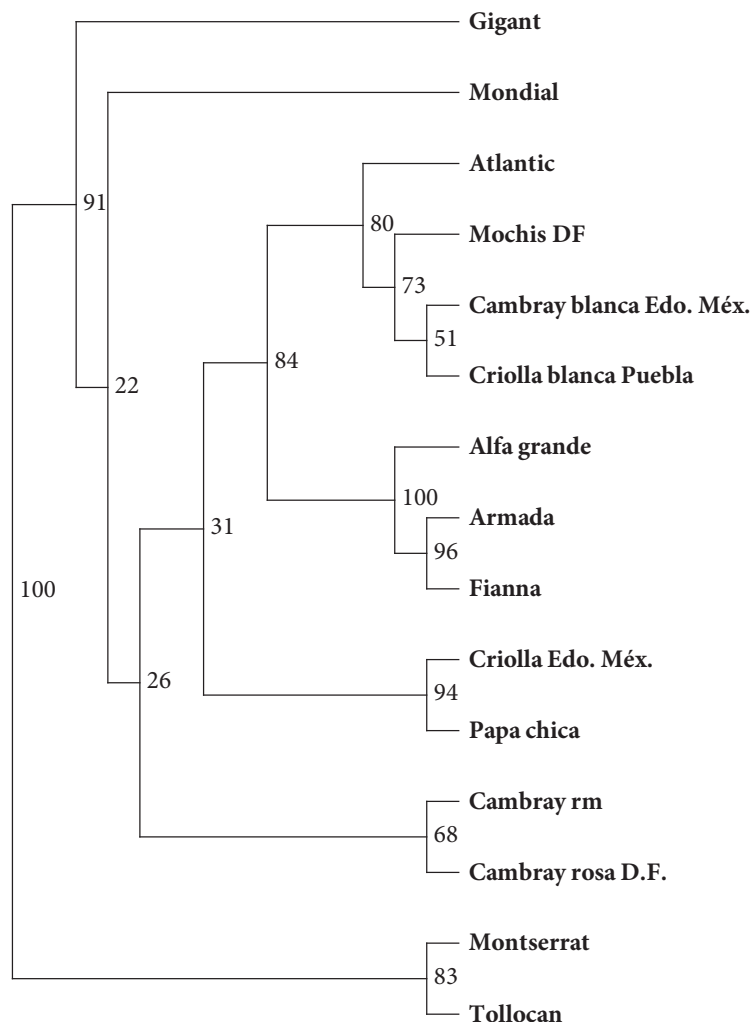 Gigant
Mondial
Atlantic
91
80
Mochis DF
73
Cambray blanca Edo. Méx.
51
84
Criolla blanca Puebla
22
Alfa grande
100
Armada
31
96
100
Fianna
Criolla Edo. Méx.
26
94
Papa chica
Cambray rm
68
Cambray rosa D.F.
Montserrat
83
Tollocan